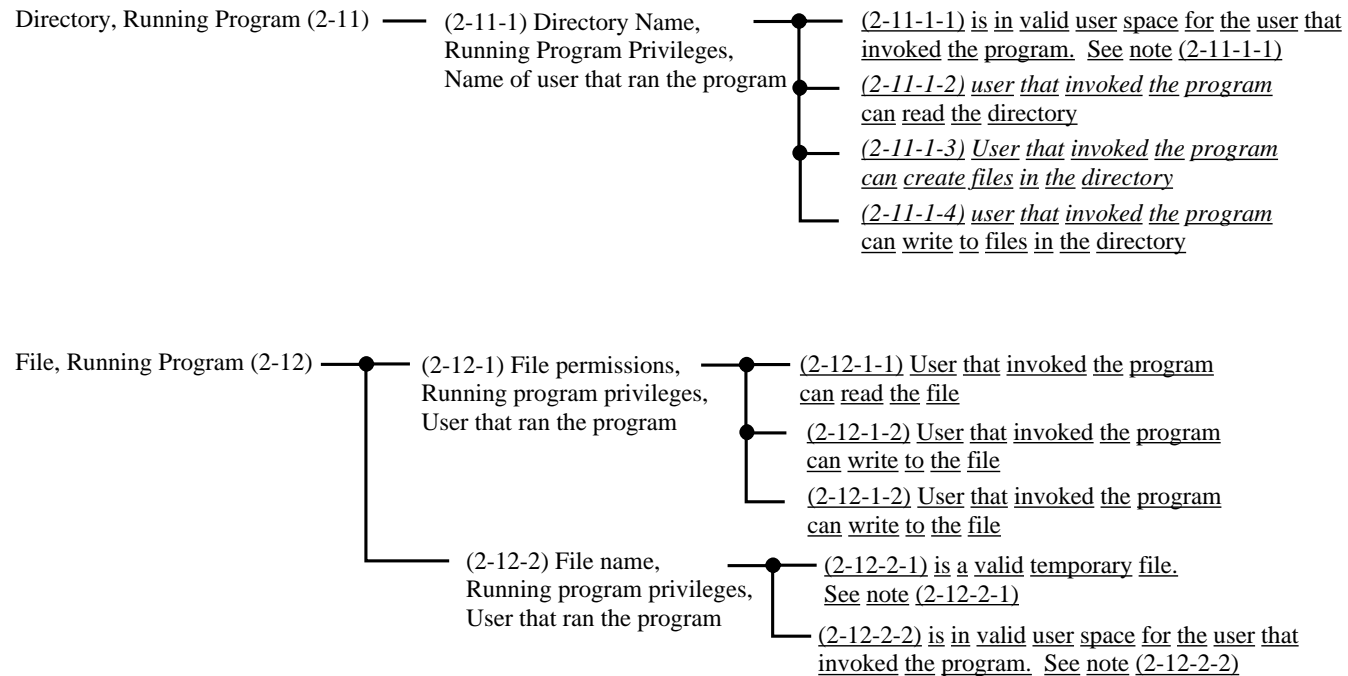 Directory, Running Program (2-11)
(2-11-1) Directory Name,
Running Program Privileges,
Name of user that ran the program
(2-11-1-1) is in valid user space for the user that
invoked the program. See note (2-11-1-1)
(2-11-1-2) user that invoked the program
can read the directory
(2-11-1-3) User that invoked the program
can create files in the directory
(2-11-1-4) user that invoked the program
can write to files in the directory
File, Running Program (2-12)
(2-12-1) File permissions,
Running program privileges,
User that ran the program
(2-12-1-1) User that invoked the program
can read the file
(2-12-1-2) User that invoked the program
can write to the file
(2-12-1-2) User that invoked the program
can write to the file
(2-12-2) File name,
Running program privileges,
User that ran the program
(2-12-2-1) is a valid temporary file.
See note (2-12-2-1)
(2-12-2-2) is in valid user space for the user that
invoked the program. See note (2-12-2-2)